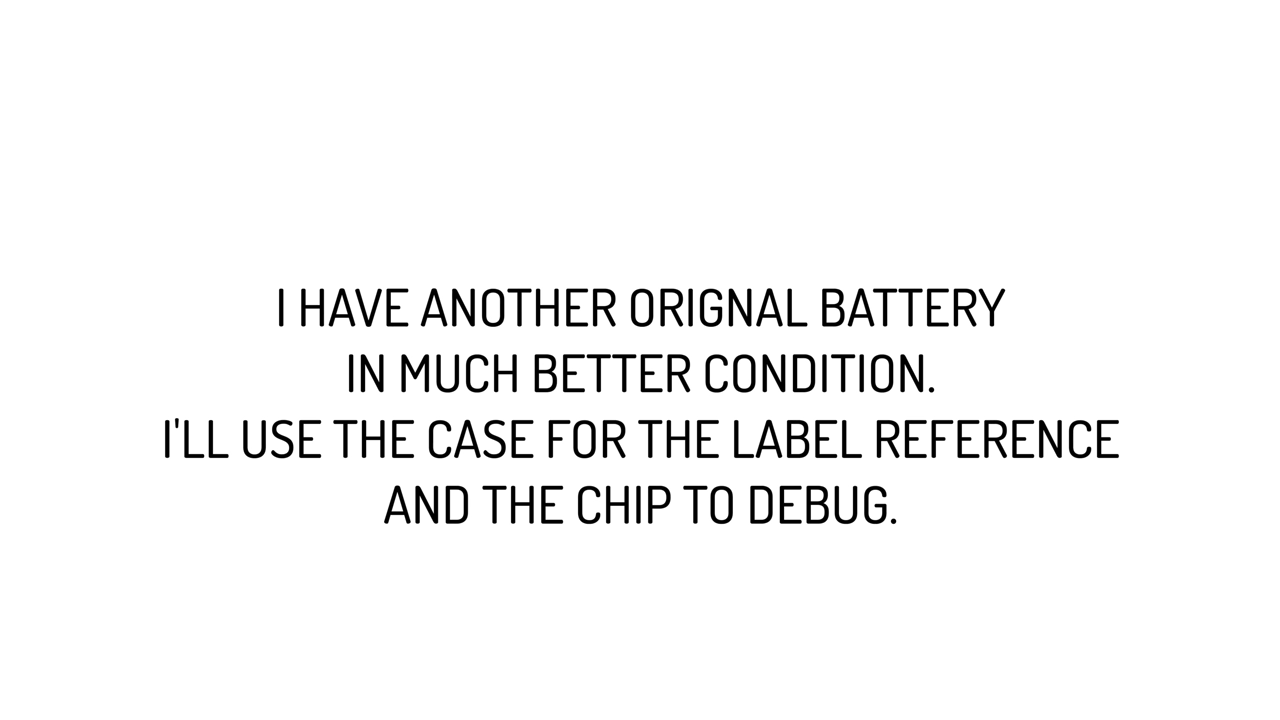 I HAVE ANOTHER ORIGNAL BATTERY
IN MUCH BETTER CONDITION.
I'LL USE THE CASE FOR THE LABEL REFERENCE
AND THE CHIP TO DEBUG.